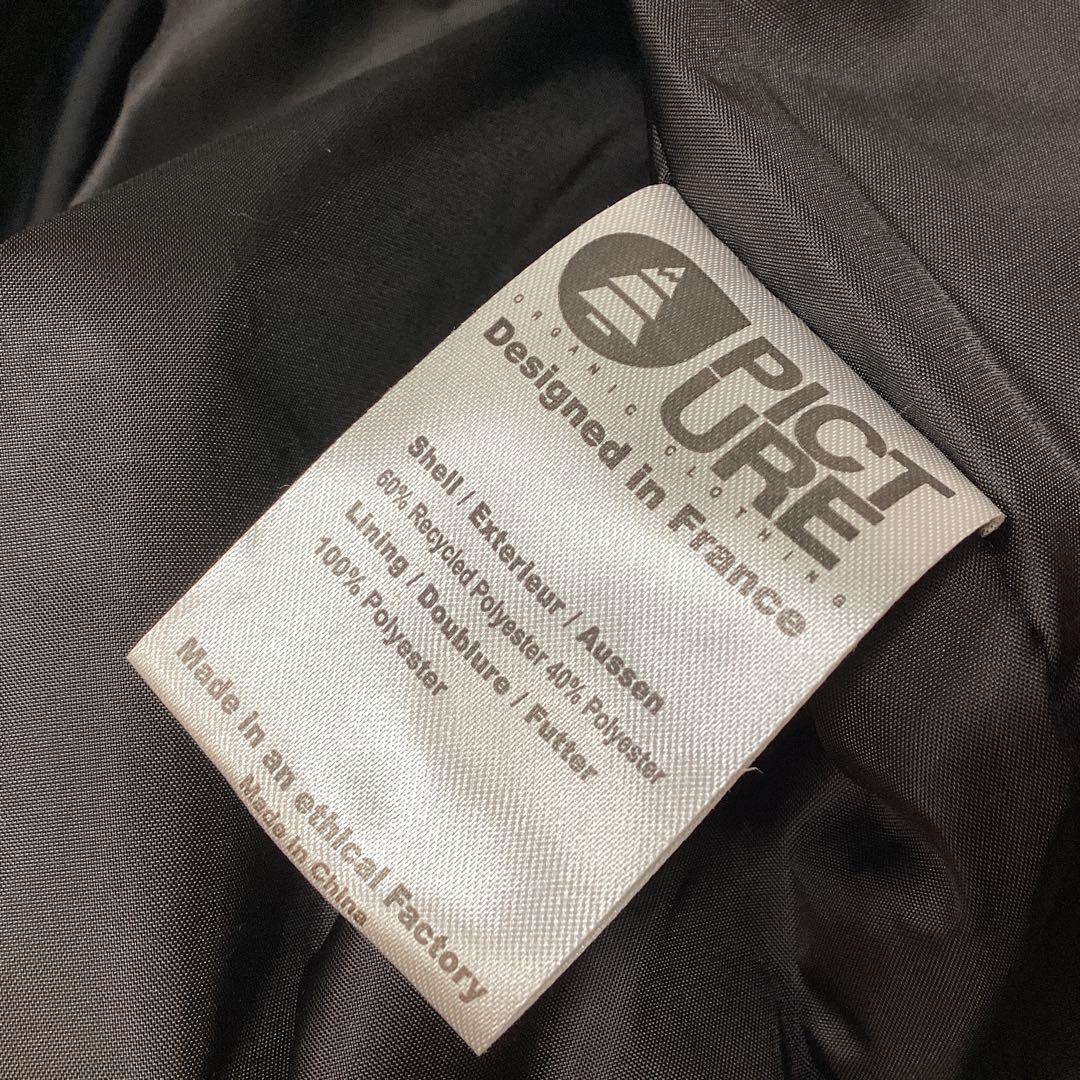 PICT
URE
ORGANIC CLOTHING
Designed in France
Shell / Exterieur / Aussen
60% Recycled Polyester 40% Polyester
Lining / Doublure / Futter
100% Polyester
Made in an ethical Factory
Made in China